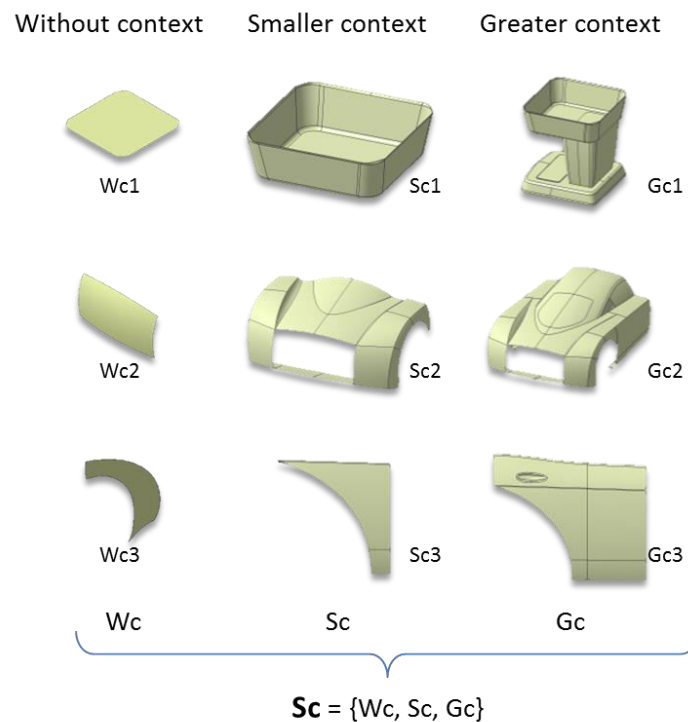 Without context Smaller context Greater context
Wc1 Sc1 Gc1
Wc2 Sc2 Gc2
Wc3 Sc3 Gc3
Wc Sc Gc
Sc = {Wc, Sc, Gc}